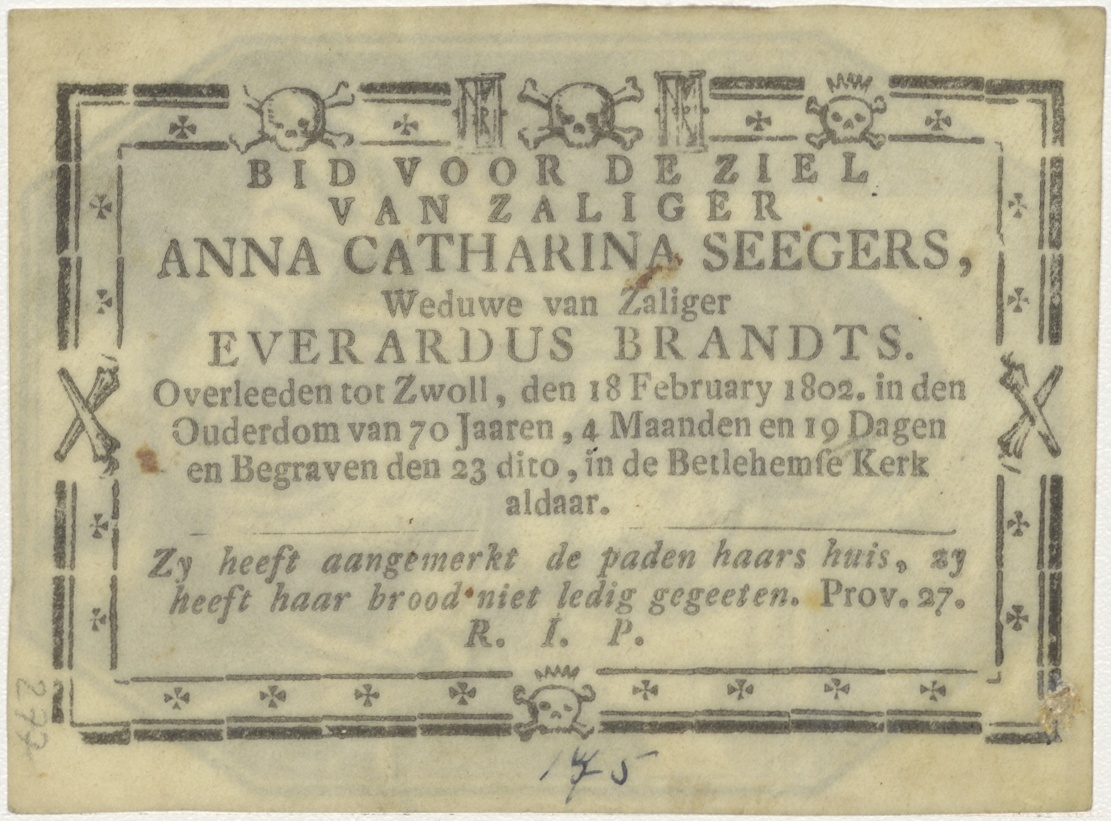 BID VOOR DE ZIEL
VAN ZALIGER
ANNA CATHARINA SEEGERS,
Weduwe van Zaliger
EVERARDUS BRANDTS.
Overleeden tot Zwoll, den 18 February 1802. in den
Ouderdom van 70 Jaaren, 4 Maanden en 19 Dagen
en Begraven den 23 dito, in de Betlehemſe Kerk
aldaar.
Zy heeft aangemerkt de paden haars huis, zy
heeft haar brood niet ledig gegeeten. Prov. 27.
R. I. P.
277